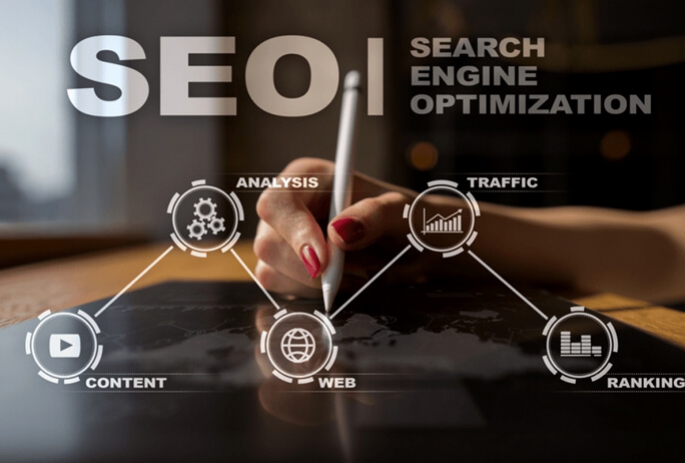 SEO|
SEARCH
ENGINE
OPTIMIZATION
ANALYSIS
TRAFFIC
CONTENT
WEB
RANKING